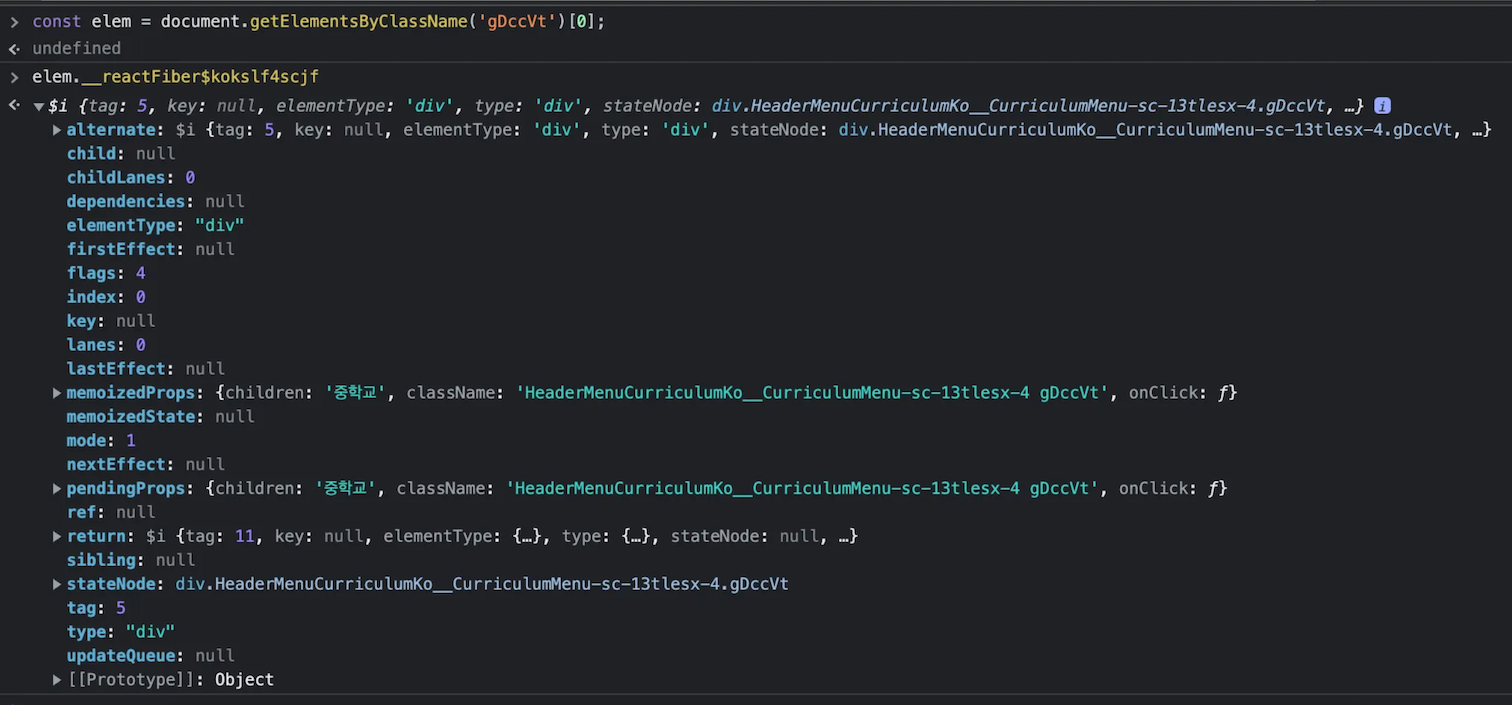 > const elem = document.getElementsByClassName('gDccVt')[0];
undefined
> elem.__reactFiber$kokslf4scjf
▼$i {tag: 5, key: null, elementType: 'div', type: 'div', stateNode: div.HeaderMenuCurriculumKo__CurriculumMenu-sc-13tlesx-4.gDccVt, …} i
▶alternate: $i {tag: 5, key: null, elementType: 'div', type: 'div', stateNode: div.HeaderMenuCurriculumKo__CurriculumMenu-sc-13tlesx-4.gDccVt, …}
child: null
childLanes: 0
dependencies: null
elementType: "div"
firstEffect: null
flags: 4
index: 0
key: null
lanes: 0
lastEffect: null
▶memoizedProps: {children: '중학교', className: 'HeaderMenuCurriculumKo__CurriculumMenu-sc-13tlesx-4 gDccVt', onClick: ƒ}
memoizedState: null
mode: 1
nextEffect: null
▶pendingProps: {children: '중학교', className: 'HeaderMenuCurriculumKo__CurriculumMenu-sc-13tlesx-4 gDccVt', onClick: ƒ}
ref: null
▶return: $i {tag: 11, key: null, elementType: {…}, type: {…}, stateNode: null, …}
sibling: null
▶stateNode: div.HeaderMenuCurriculumKo__CurriculumMenu-sc-13tlesx-4.gDccVt
tag: 5
type: "div"
updateQueue: null
▶[[Prototype]]: Object